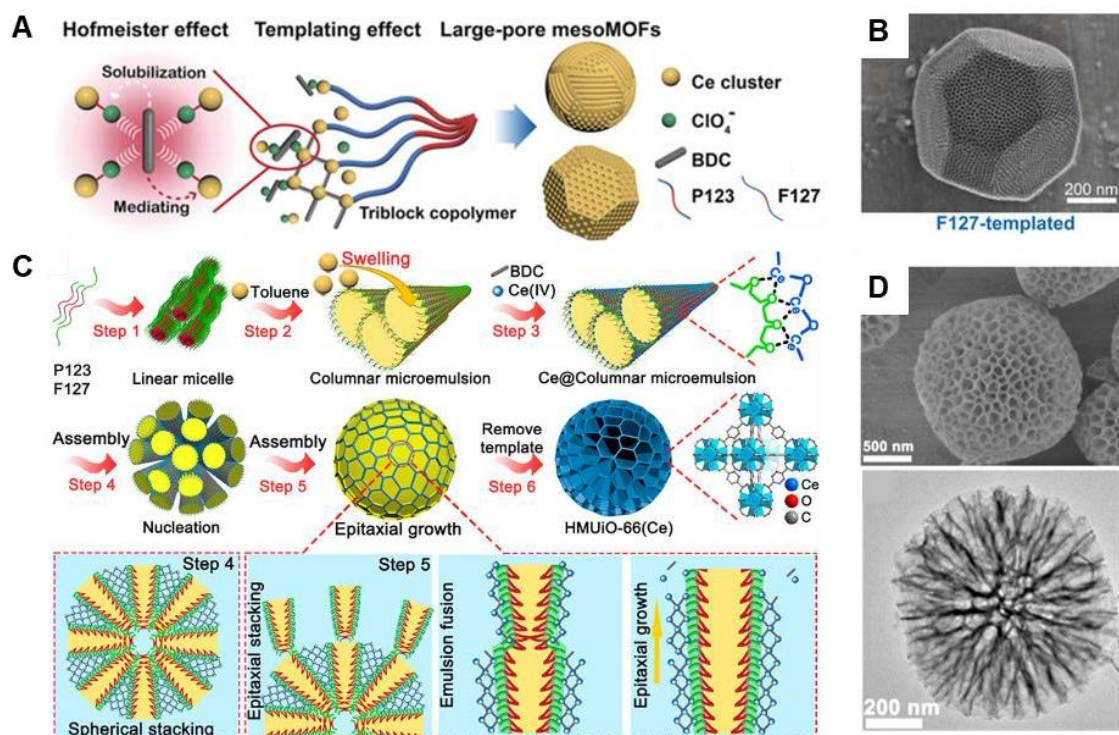 A
Hofmeister effect
Templating effect
Large-pore mesoMOFs
Solubilization
Mediating
Triblock copolymer
Ce cluster
ClO₄⁻
BDC
P123
F127
B
200 nm
F127-templated
C
P123
F127
Step 1
Linear micelle
Toluene
Step 2
Swelling
Columnar microemulsion
BDC
Ce(IV)
Step 3
Ce@Columnar microemulsion
Ce
Ce
Ce
O
O
O
O
O
Assembly
Step 4
Nucleation
Assembly
Step 5
Epitaxial growth
Remove
template
Step 6
HMUiO-66(Ce)
Ce
O
C
Step 4
Spherical stacking
Step 5
Epitaxial stacking
Emulsion fusion
Epitaxial growth
D
500 nm
200 nm